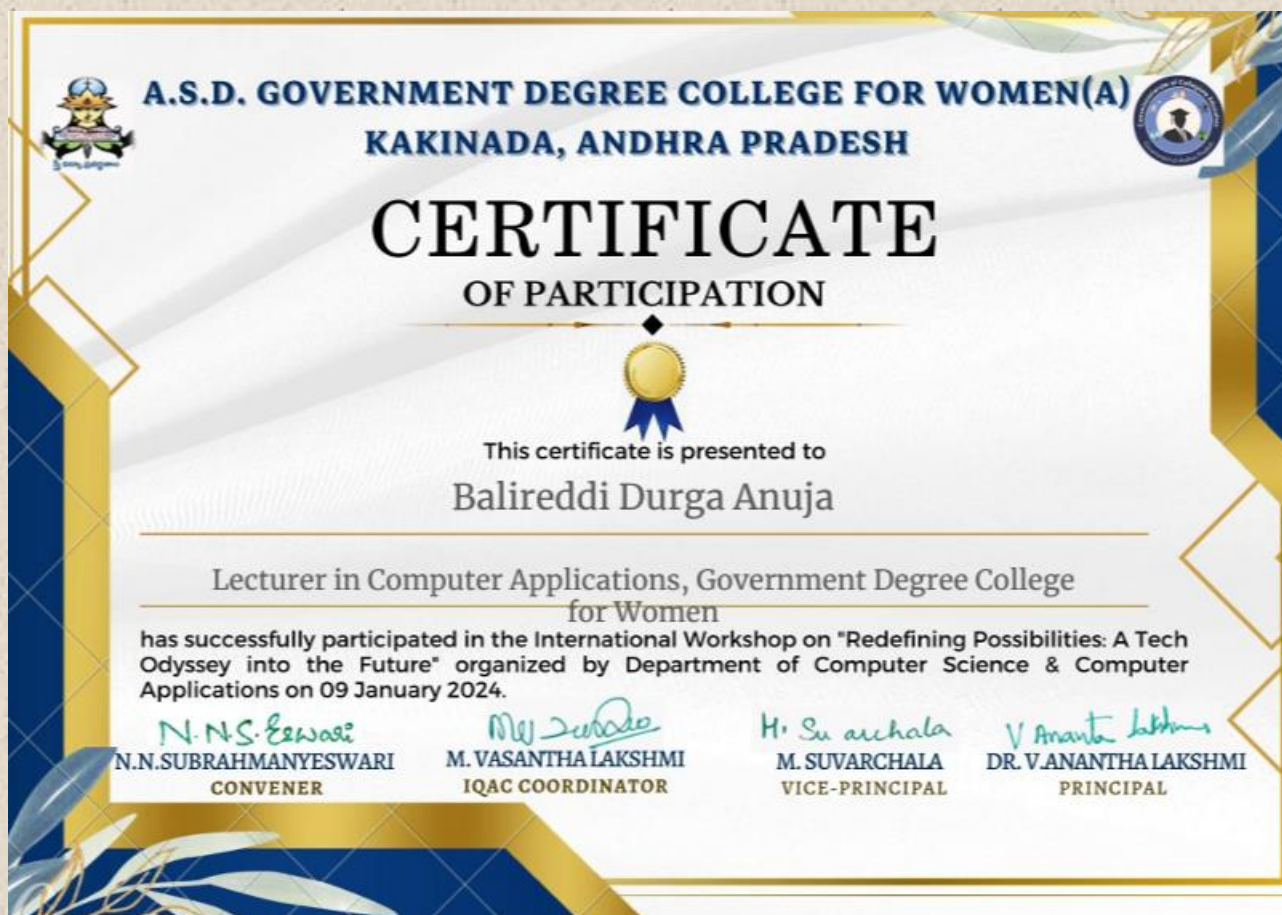 A.S.D. GOVERNMENT DEGREE COLLEGE FOR WOMEN(A)
KAKINADA, ANDHRA PRADESH
CERTIFICATE
OF PARTICIPATION
This certificate is presented to
Balireddi Durga Anuja
Lecturer in Computer Applications, Government Degree College
for Women
has successfully participated in the International Workshop on "Redefining Possibilities: A Tech
Odyssey into the Future" organized by Department of Computer Science & Computer
Applications on 09 January 2024.
N.N.S. Eswari
M. Su archala
V Ananta Lakshmi
N.N.SUBRAHMANYESWARI
M. VASANTHA LAKSHMI
M. SUVARCHALA
DR. V.ANANTHA LAKSHMI
CONVENER
IQAC COORDINATOR
VICE-PRINCIPAL
PRINCIPAL